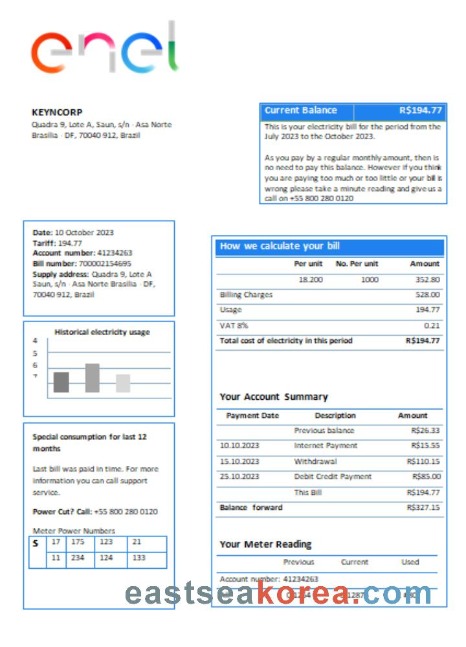 enel
KEYNCORP
Quadra 9, Lote A, Saun, s/n - Asa Norte
Brasilia - DF, 70040-912, Brazil
Current Balance R$194.77
This is your electricity bill for the period from the
July 2023 to the October 2023.
As you pay by a regular monthly amount, then is
no need to pay this balance. However if you think
you are paying too much or too little or your bill is
wrong please take a minute reading and give us a
call on +55 800 280 0120
Date: 10 October 2023
Tariff: 194.77
Account number: 41234263
Bill number: 700002154695
Supply address: Quadra 9, Lote A
Saun, s/n - Asa Norte Brasilia - DF,
70040-912, Brazil
Historical electricity usage
4
5
6
7
Special consumption for last 12
months
Last bill was paid in time. For more
information you can call support
service.
Power Cut? Call: +55 800 280 0120
Meter Power Numbers
S 17 175 123 21
11 234 124 133
How we calculate your bill
Per unit No. Per unit Amount
18.200 1000 352.80
Billing Charges 528.00
Usage 194.77
VAT 8% 0.21
Total cost of electricity in this period R$194.77
Your Account Summary
Payment Date Description Amount
Previous balance R$26.33
10.10.2023 Internet Payment R$15.55
15.10.2023 Withdrawal R$110.15
25.10.2023 Debit Credit Payment R$85.00
This Bill R$194.77
Balance forward R$327.15
Your Meter Reading
Previous Current Used
Account number: 41234263
eastseakorea.com